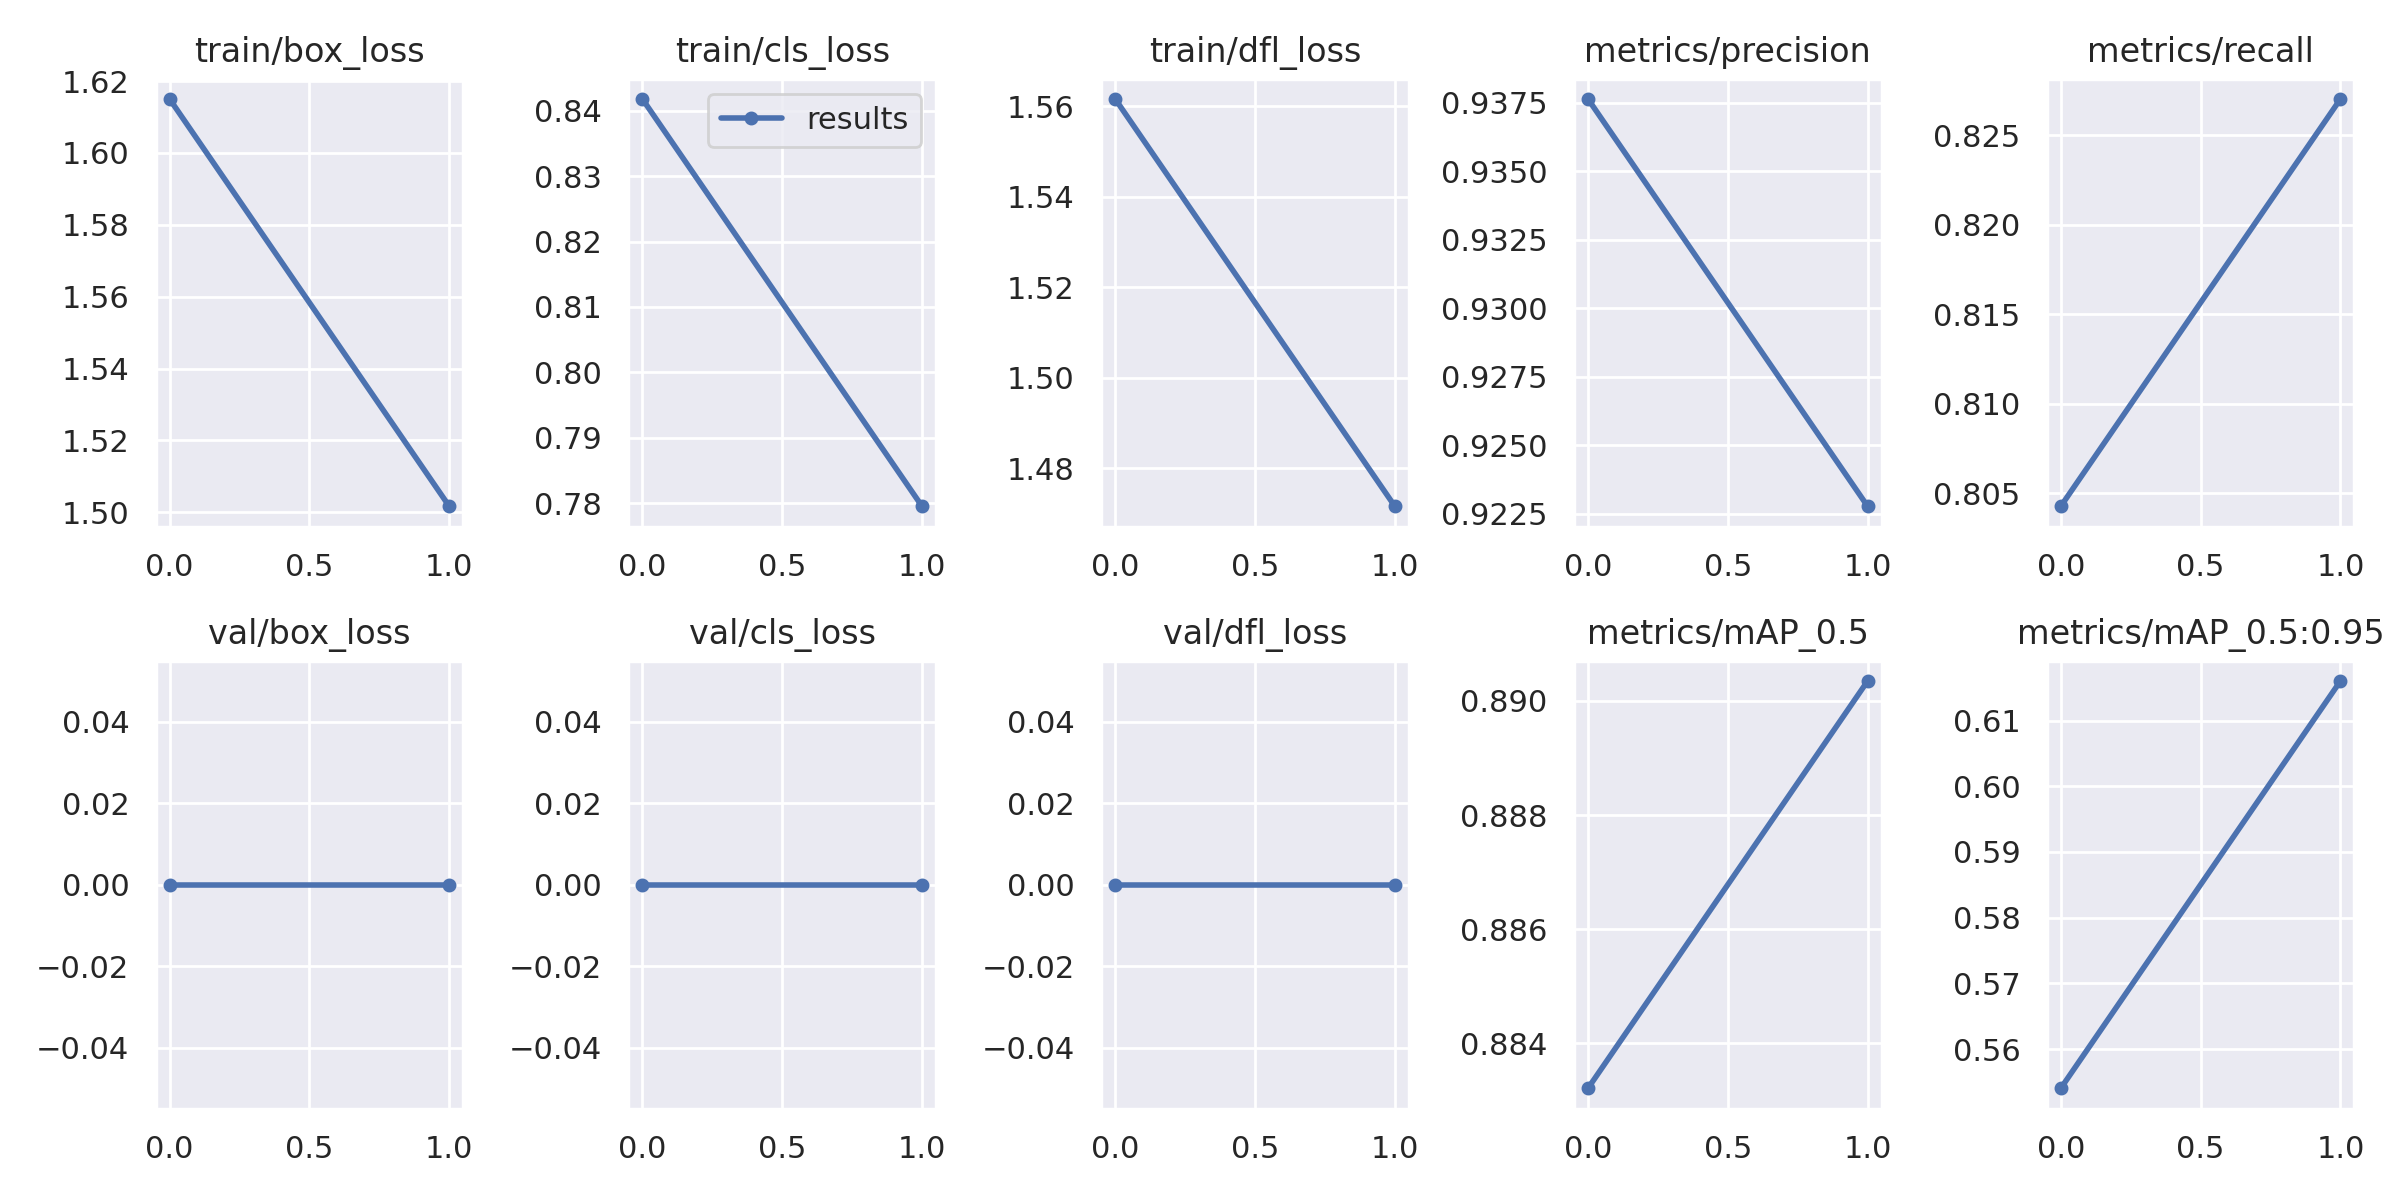 train/box_loss
1.62
1.60
1.58
1.56
1.54
1.52
1.50
0.0 0.5 1.0
train/cls_loss
results
0.84
0.83
0.82
0.81
0.80
0.79
0.78
0.0 0.5 1.0
train/dfl_loss
1.56
1.54
1.52
1.50
1.48
0.0 0.5 1.0
metrics/precision
0.9375
0.9350
0.9325
0.9300
0.9275
0.9250
0.9225
0.0 0.5 1.0
metrics/recall
0.825
0.820
0.815
0.810
0.805
0.0 0.5 1.0
val/box_loss
0.04
0.02
0.00
−0.02
−0.04
0.0 0.5 1.0
val/cls_loss
0.04
0.02
0.00
−0.02
−0.04
0.0 0.5 1.0
val/dfl_loss
0.04
0.02
0.00
−0.02
−0.04
0.0 0.5 1.0
metrics/mAP_0.5
0.890
0.888
0.886
0.884
0.0 0.5 1.0
metrics/mAP_0.5:0.95
0.61
0.60
0.59
0.58
0.57
0.56
0.0 0.5 1.0